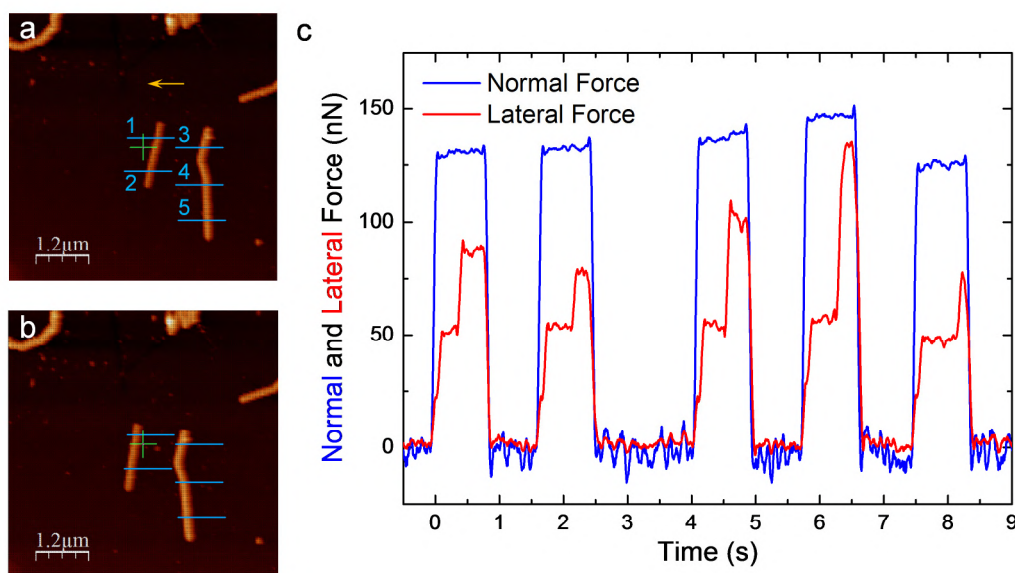 a
1
3
2
4
5
1.2μm
b
1.2μm
c
Normal Force
Lateral Force
Normal and Lateral Force (nN)
150
100
50
0
0 1 2 3 4 5 6 7 8 9
Time (s)